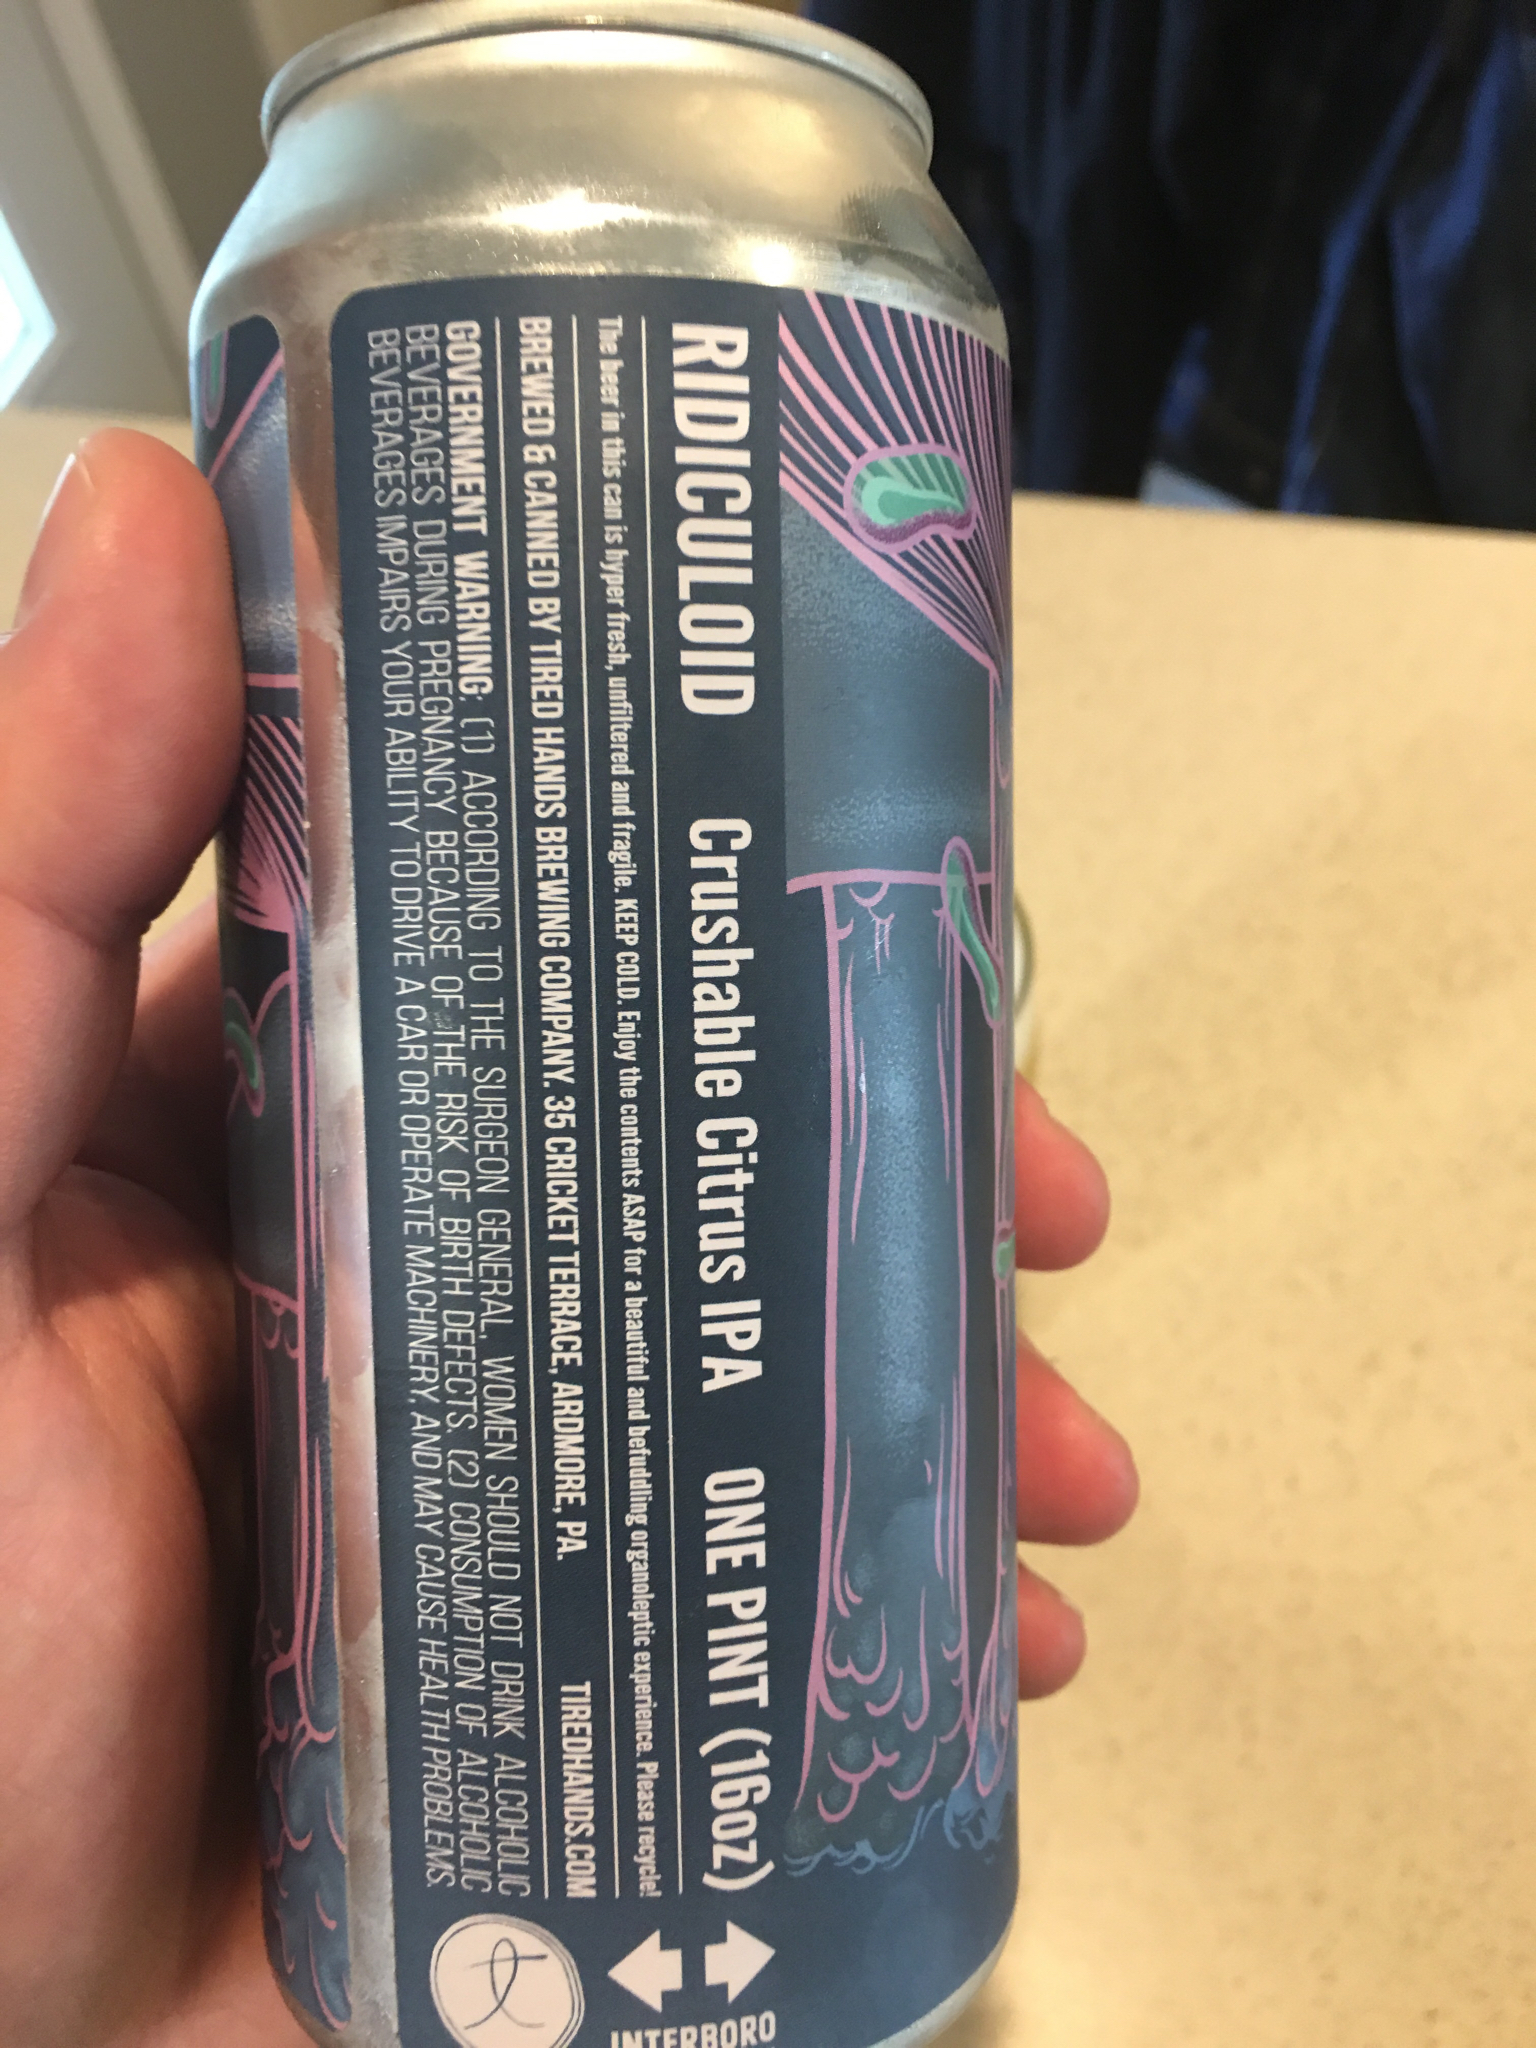 RIDICULOID Crushable Citrus IPA ONE PINT (16oz)
The beer in this can is hyper fresh, unfiltered and fragile. KEEP COLD. Enjoy the contents ASAP for a beautiful and befuddling organoleptic experience. Please recycle!
BREWED & CANNED BY TIRED HANDS BREWING COMPANY. 35 CRICKET TERRACE, ARDMORE, PA. TIREDHANDS.COM
GOVERNMENT WARNING: (1) ACCORDING TO THE SURGEON GENERAL, WOMEN SHOULD NOT DRINK ALCOHOLIC
BEVERAGES DURING PREGNANCY BECAUSE OF THE RISK OF BIRTH DEFECTS. (2) CONSUMPTION OF ALCOHOLIC
BEVERAGES IMPAIRS YOUR ABILITY TO DRIVE A CAR OR OPERATE MACHINERY, AND MAY CAUSE HEALTH PROBLEMS.
INTERBORO